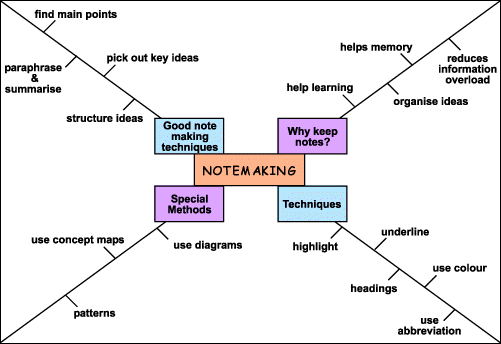 find main points
pick out key ideas
paraphrase
&
summarise
structure ideas
Good note
making
techniques
helps memory
reduces
information
overload
help learning
organise ideas
Why keep
notes?
NOTEMAKING
Special
Methods
use diagrams
use concept maps
patterns
Techniques
highlight
underline
headings
use colour
use
abbreviation